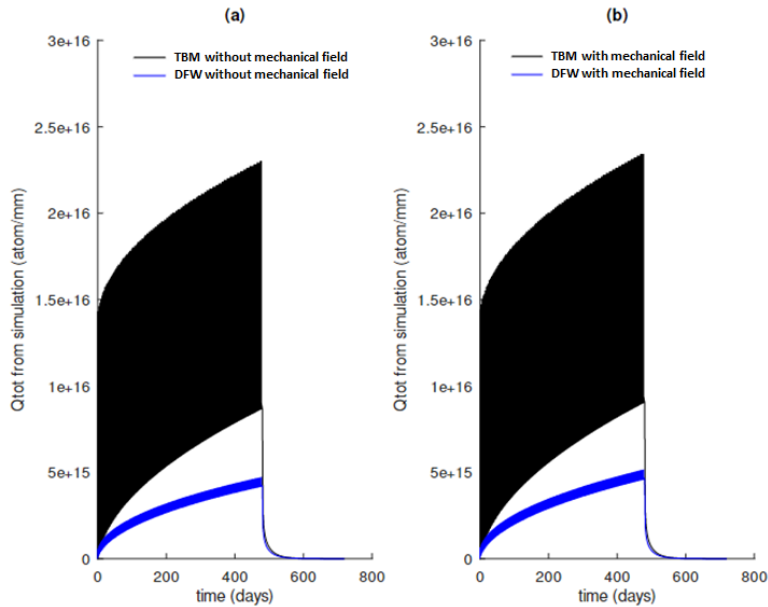 (a)
3e+16
2.5e+16
2e+16
1.5e+16
1e+16
5e+15
0
Qtot from simulation (atom/mm)
TBM without mechanical field
DFW without mechanical field
0
200
400
600
800
time (days)
(b)
3e+16
2.5e+16
2e+16
1.5e+16
1e+16
5e+15
0
Qtot from simulation (atom/mm)
TBM with mechanical field
DFW with mechanical field
0
200
400
600
800
time (days)